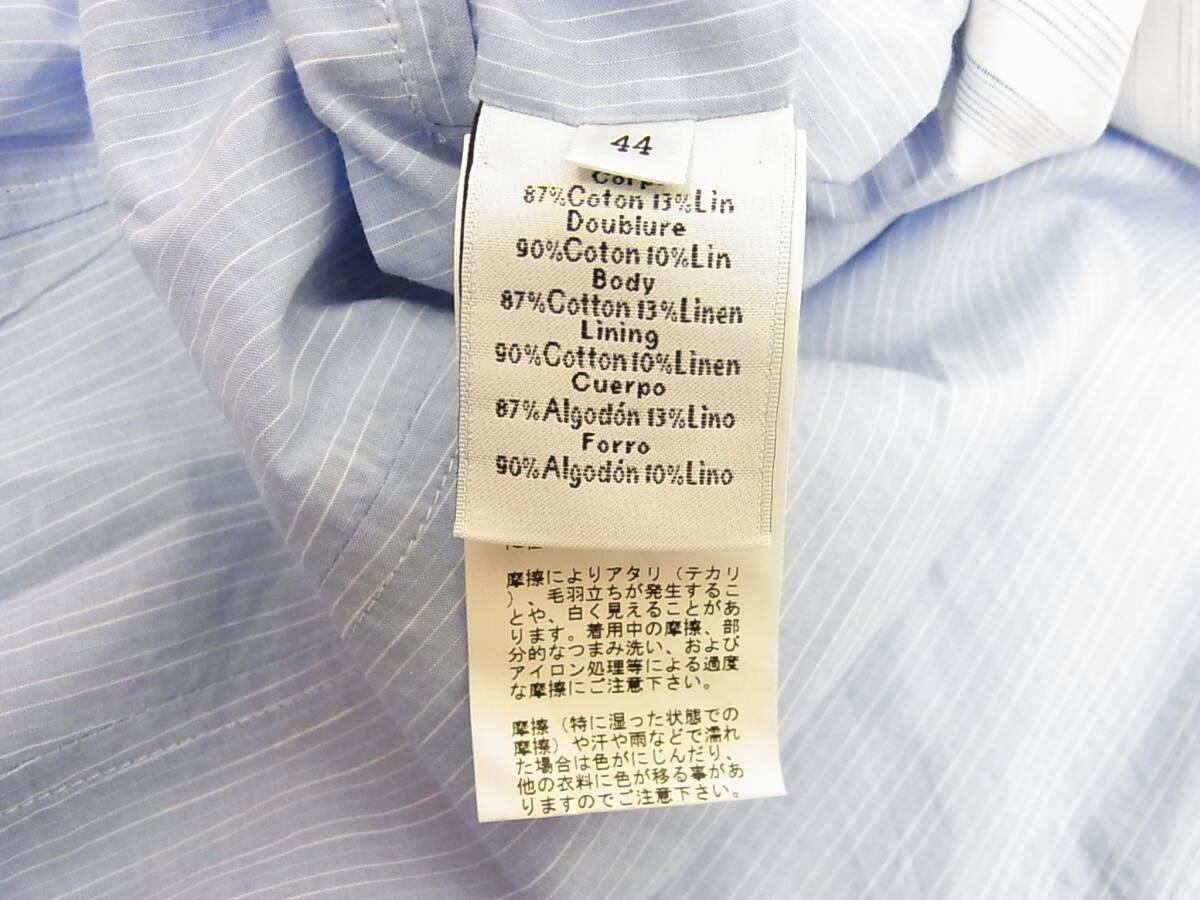 44
87%Coton 13%Lin
Doublure
90%Coton 10%Lin
Body
87%Cotton 13%Linen
Lining
90%Cotton 10%Linen
Cuerpo
87%Algodón 13%Lino
Forro
90%Algodón 10%Lino
摩擦によりアタリ（テカリ
）、毛羽立ちが発生するこ
とや、白く見えることがあ
ります。着用中の摩擦、部
分的なつまみ洗い、および
アイロン処理等による過度
な摩擦にご注意下さい。
摩擦（特に湿った状態での
摩擦）や汗や雨などで濡れ
た場合は色がにじんだり、
他の衣料に色が移る事があ
りますのでご注意下さい。